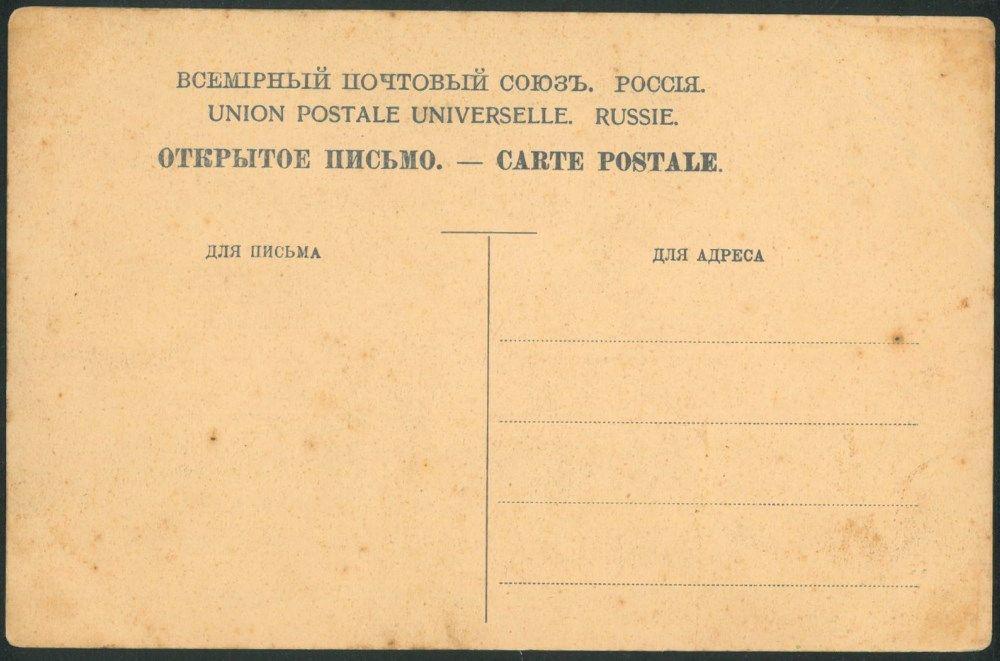 ВСЕМІРНЫЙ ПОЧТОВЫЙ СОЮЗЪ. РОССІЯ.
UNION POSTALE UNIVERSELLE. RUSSIE.
ОТКРЫТОЕ ПИСЬМО. — CARTE POSTALE.
ДЛЯ ПИСЬМА
ДЛЯ АДРЕСА